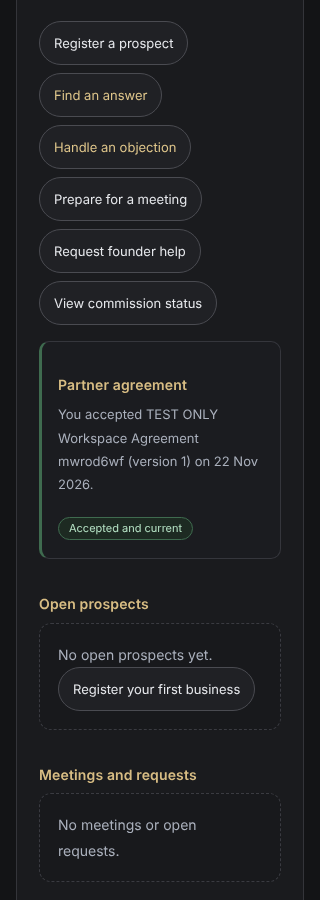 Register a prospect
Find an answer
Handle an objection
Prepare for a meeting
Request founder help
View commission status
Partner agreement
You accepted TEST ONLY
Workspace Agreement
mwrod6wf (version 1) on 22 Nov
2026.
Accepted and current
Open prospects
No open prospects yet.
Register your first business
Meetings and requests
No meetings or open
requests.